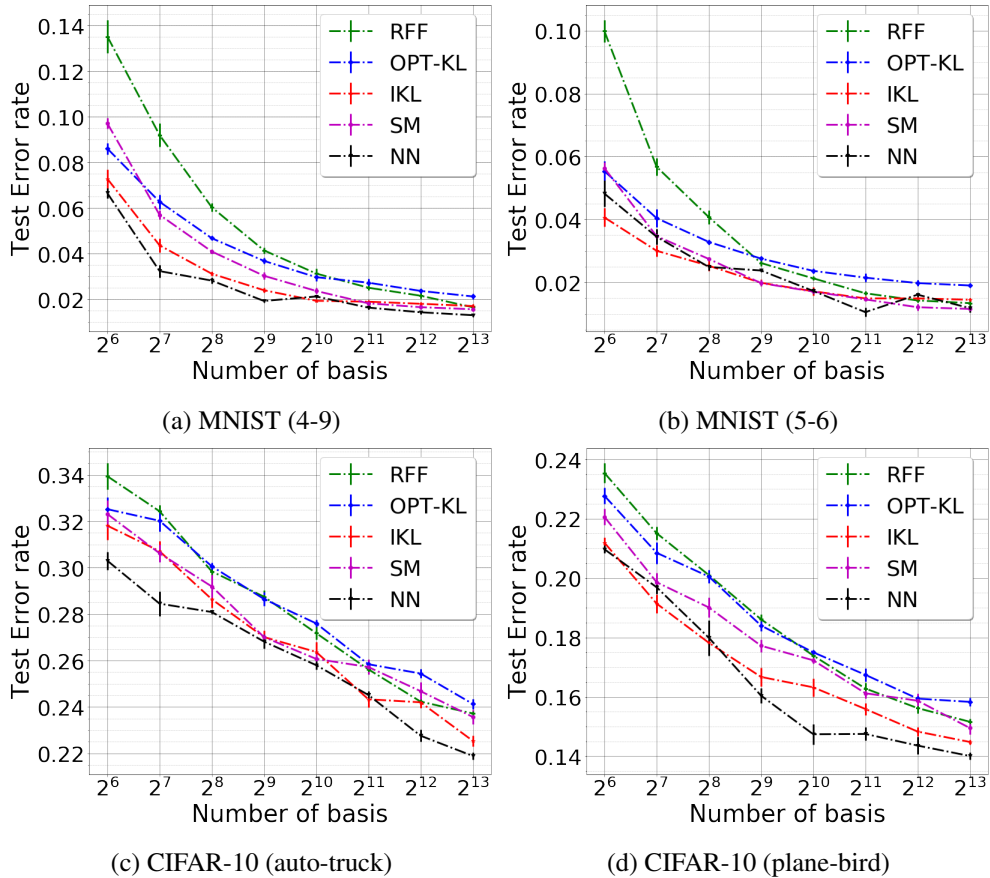 0.14
0.12
0.10
0.08
0.06
0.04
0.02
Test Error rate
RFF
OPT-KL
IKL
SM
NN
2^6 2^7 2^8 2^9 2^10 2^11 2^12 2^13
Number of basis
(a) MNIST (4-9)
0.10
0.08
0.06
0.04
0.02
Test Error rate
RFF
OPT-KL
IKL
SM
NN
2^6 2^7 2^8 2^9 2^10 2^11 2^12 2^13
Number of basis
(b) MNIST (5-6)
0.34
0.32
0.30
0.28
0.26
0.24
0.22
Test Error rate
RFF
OPT-KL
IKL
SM
NN
2^6 2^7 2^8 2^9 2^10 2^11 2^12 2^13
Number of basis
(c) CIFAR-10 (auto-truck)
0.24
0.22
0.20
0.18
0.16
0.14
Test Error rate
RFF
OPT-KL
IKL
SM
NN
2^6 2^7 2^8 2^9 2^10 2^11 2^12 2^13
Number of basis
(d) CIFAR-10 (plane-bird)